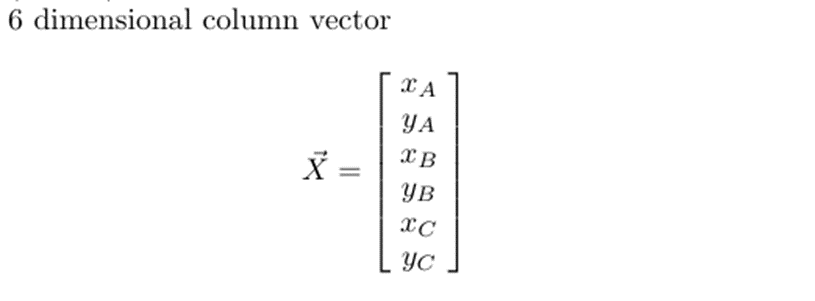 6 dimensional column vector
x_A
y_A
x_B
X⃗ =
y_B
x_C
y_C